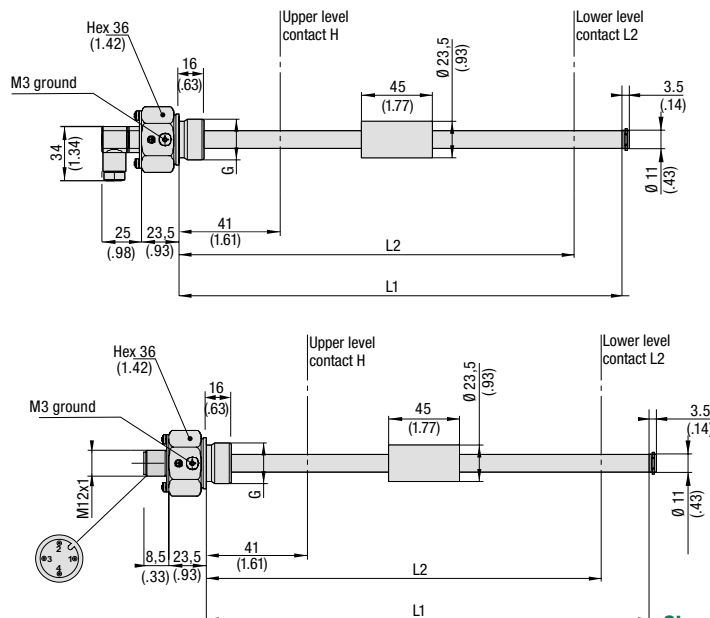 Hex 36
(1.42)
Upper level
contact H
Lower level
contact L2
16
(.63)
M3 ground
45
(1.77)
Ø 23,5
(.93)
3.5
(.14)
34
(1.34)
G
Ø 11
(.43)
25
(.98)
23,5
(.93)
41
(1.61)
L2
L1
Hex 36
(1.42)
Upper level
contact H
Lower level
contact L2
16
(.63)
M3 ground
45
(1.77)
Ø 23,5
(.93)
3.5
(.14)
M12x1
G
Ø 11
(.43)
2
3
1
4
8,5
(.33)
23,5
(.93)
41
(1.61)
L2
L1